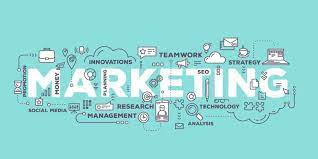 INNOVATIONS
TEAMWORK
STRATEGY
PROMOTION
MONEY
PLANNING
SEO
MARKETING
SOCIAL MEDIA
RESEARCH
MANAGEMENT
TECHNOLOGY
ANALYSIS